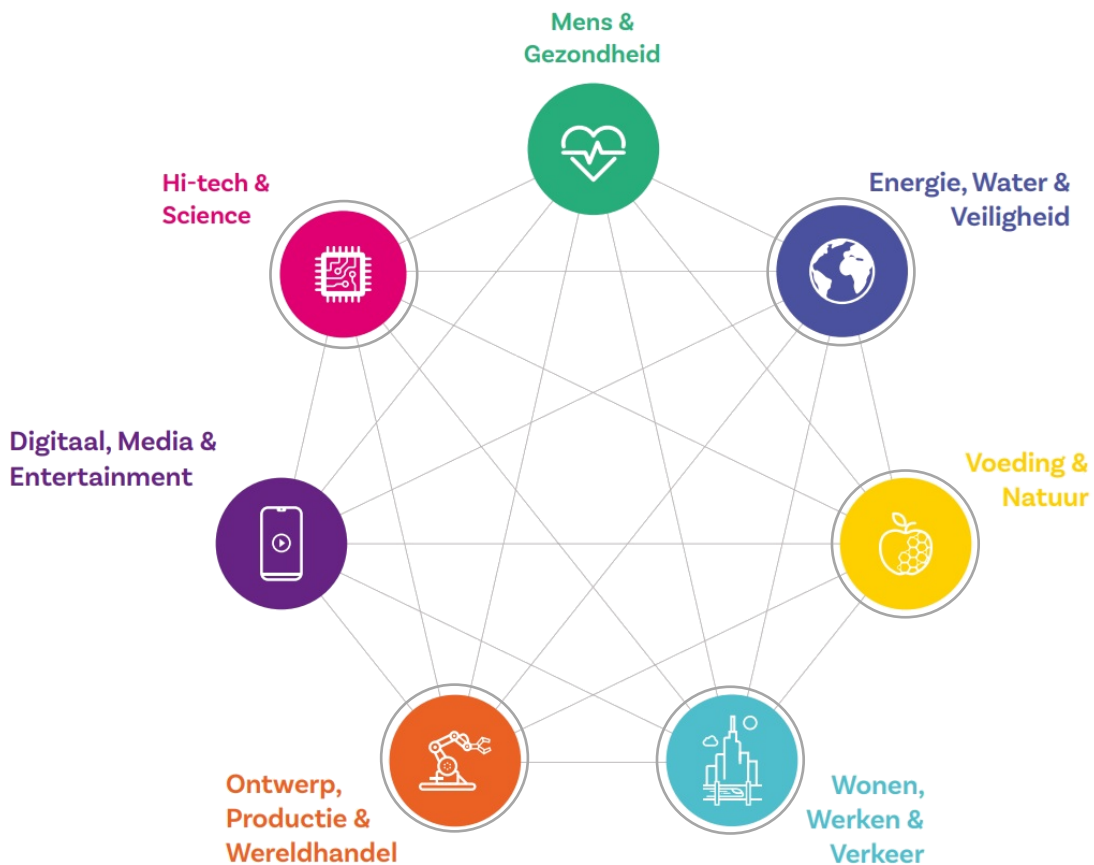 Mens &
Gezondheid
Hi-tech &
Science
Energie, Water &
Veiligheid
Digitaal, Media &
Entertainment
Voeding &
Natuur
Ontwerp,
Productie &
Wereldhandel
Wonen,
Werken &
Verkeer